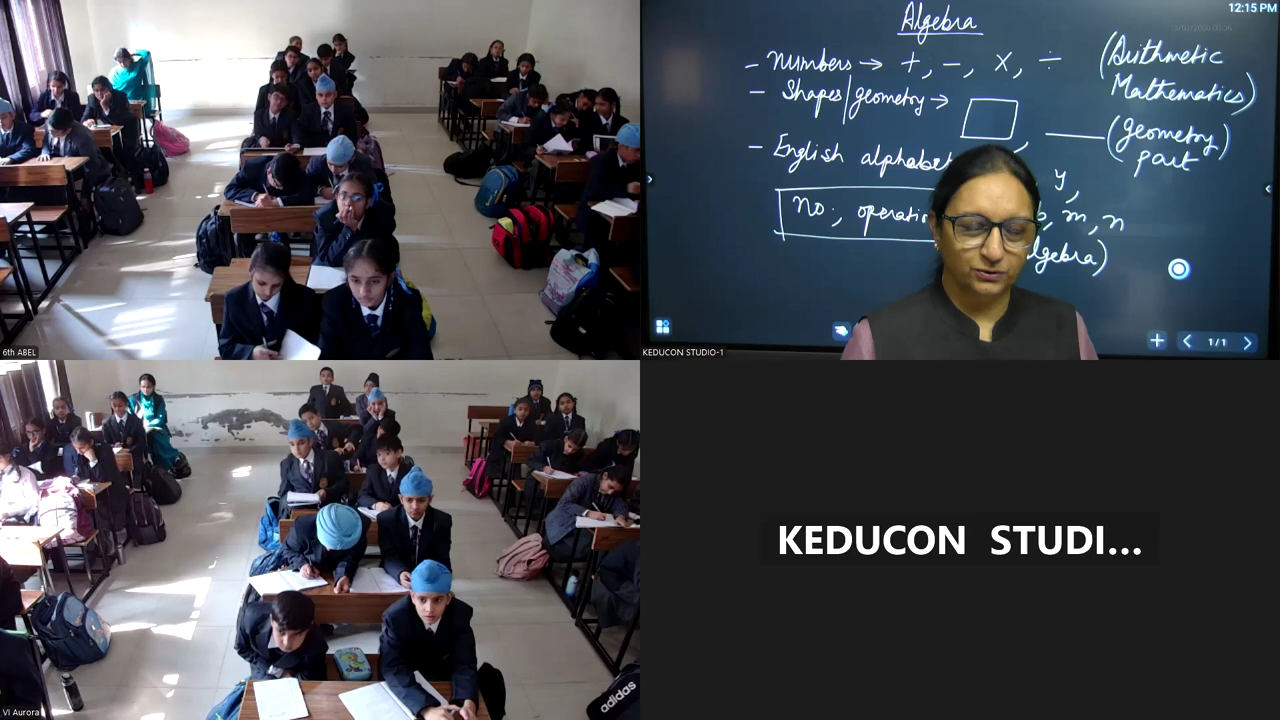 12:15 PM
Algebra
– Numbers → +, –, ×, ÷ (Arithmetic
Mathematics)
– Shapes/geometry →
, (geometry)
part
– English alphabet
y,
No., operatio
, m, n
lgebra)
1/1
6th ABEL
KEDUCON STUDIO-1
KEDUCON STUDI...
adidas
VI Aurora